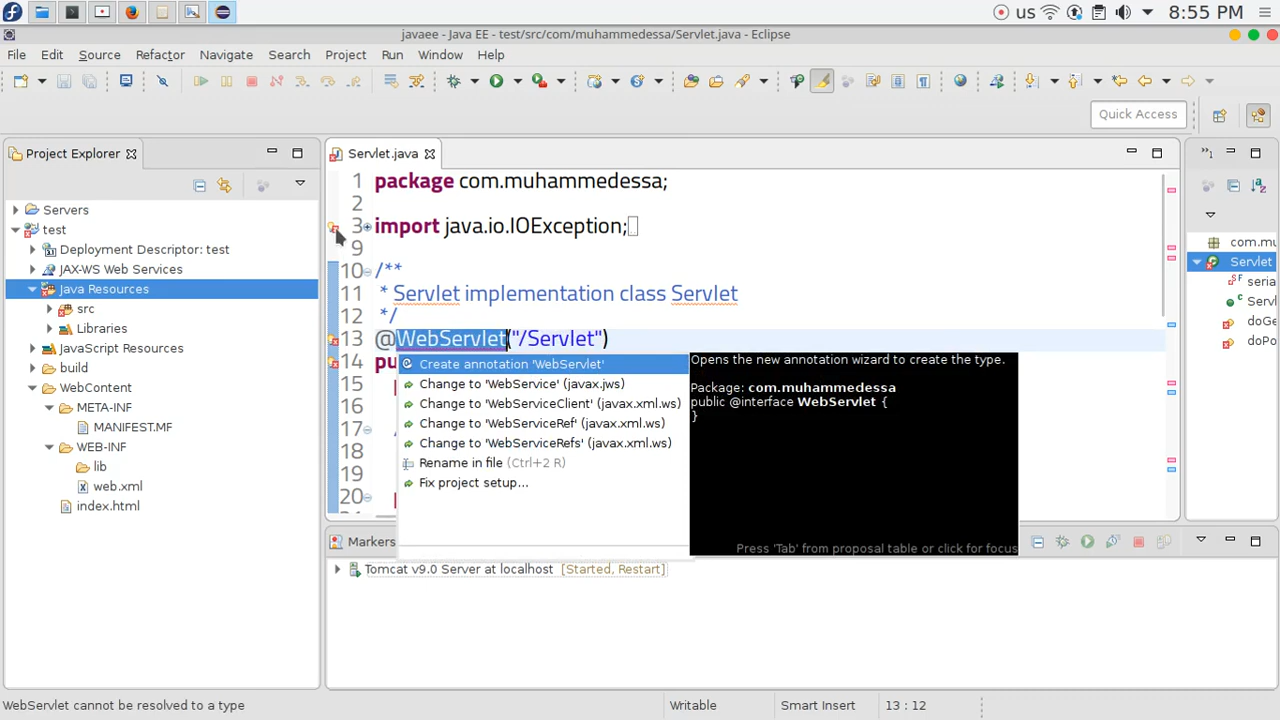 us
8:55 PM
javaee - Java EE - test/src/com/muhammedessa/Servlet.java - Eclipse
File Edit Source Refactor Navigate Search Project Run Window Help
Quick Access
Project Explorer
Servlet.java
Servers
test
Deployment Descriptor: test
JAX-WS Web Services
Java Resources
src
Libraries
JavaScript Resources
build
WebContent
META-INF
MANIFEST.MF
WEB-INF
lib
web.xml
index.html
1 package com.muhammedessa;
2
3 import java.io.IOException;
9
10 /**
11 * Servlet implementation class Servlet
12 */
13 @WebServlet("/Servlet")
14 pu
15
16
17
18
19
20
Create annotation 'WebServlet'
Change to 'WebService' (javax.jws)
Change to 'WebServiceClient' (javax.xml.ws)
Change to 'WebServiceRef' (javax.xml.ws)
Change to 'WebServiceRefs' (javax.xml.ws)
Rename in file (Ctrl+2 R)
Fix project setup...
Opens the new annotation wizard to create the type.
Package: com.muhammedessa
public @interface WebServlet {
}
Press 'Tab' from proposal table or click for focus
com.mu
Servlet
seria
Servl
doGe
doPo
Markers
Tomcat v9.0 Server at localhost [Started, Restart]
WebServlet cannot be resolved to a type
Writable
Smart Insert
13 : 12